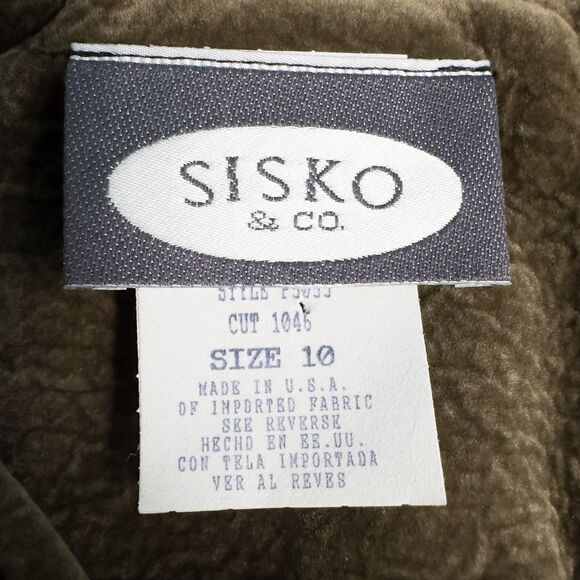 SISKO
& CO.
STYLE
CUT 1046
SIZE 10
MADE IN U.S.A.
OF IMPORTED FABRIC
SEE REVERSE
HECHO EN EE.UU.
CON TELA IMPORTADA
VER AL REVES